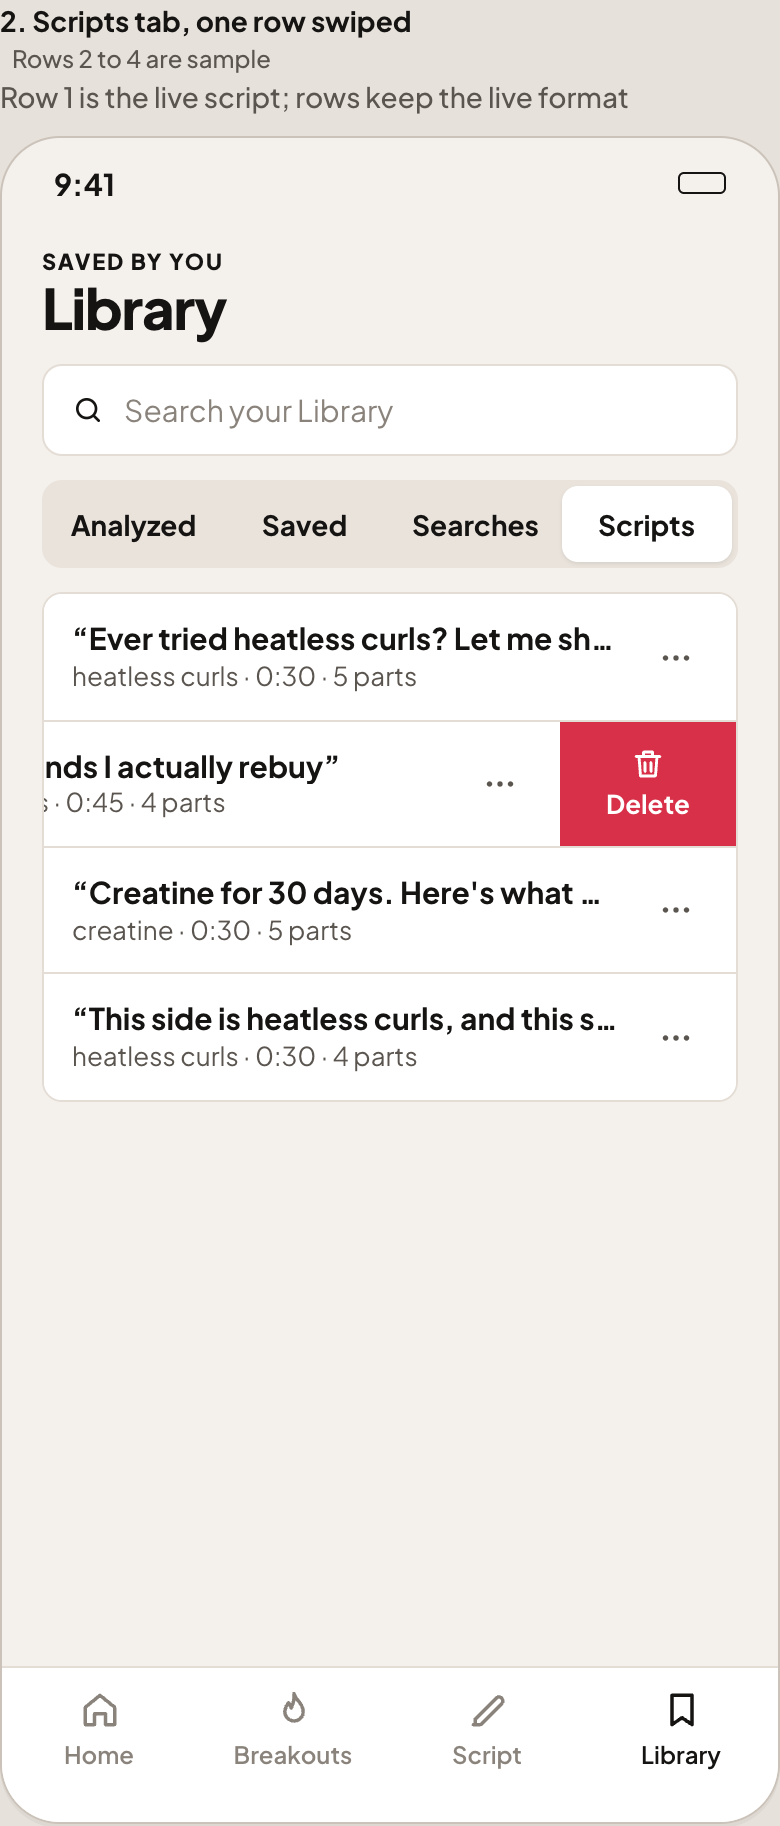 2. Scripts tab, one row swiped
Rows 2 to 4 are sample
Row 1 is the live script; rows keep the live format
9:41
SAVED BY YOU
Library
Search your Library
Analyzed Saved Searches Scripts
“Ever tried heatless curls? Let me sh…
heatless curls · 0:30 · 5 parts
nds I actually rebuy”
s · 0:45 · 4 parts
Delete
“Creatine for 30 days. Here's what …
creatine · 0:30 · 5 parts
“This side is heatless curls, and this s…
heatless curls · 0:30 · 4 parts
Home Breakouts Script Library